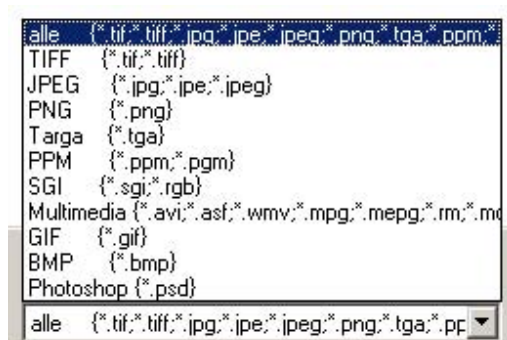 alle {*.tif;*.tiff;*.jpg;*.jpe;*.jpeg;*.png;*.tga;*.ppm;*
TIFF {*.tif;*.tiff}
JPEG {*.jpg;*.jpe;*.jpeg}
PNG {*.png}
Targa {*.tga}
PPM {*.ppm;*.pgm}
SGI {*.sgi;*.rgb}
Multimedia {*.avi;*.asf;*.wmv;*.mpg;*.mepg;*.rm;*.mo
GIF {*.gif}
BMP {*.bmp}
Photoshop {*.psd}
alle {*.tif;*.tiff;*.jpg;*.jpe;*.jpeg;*.png;*.tga;*.pp